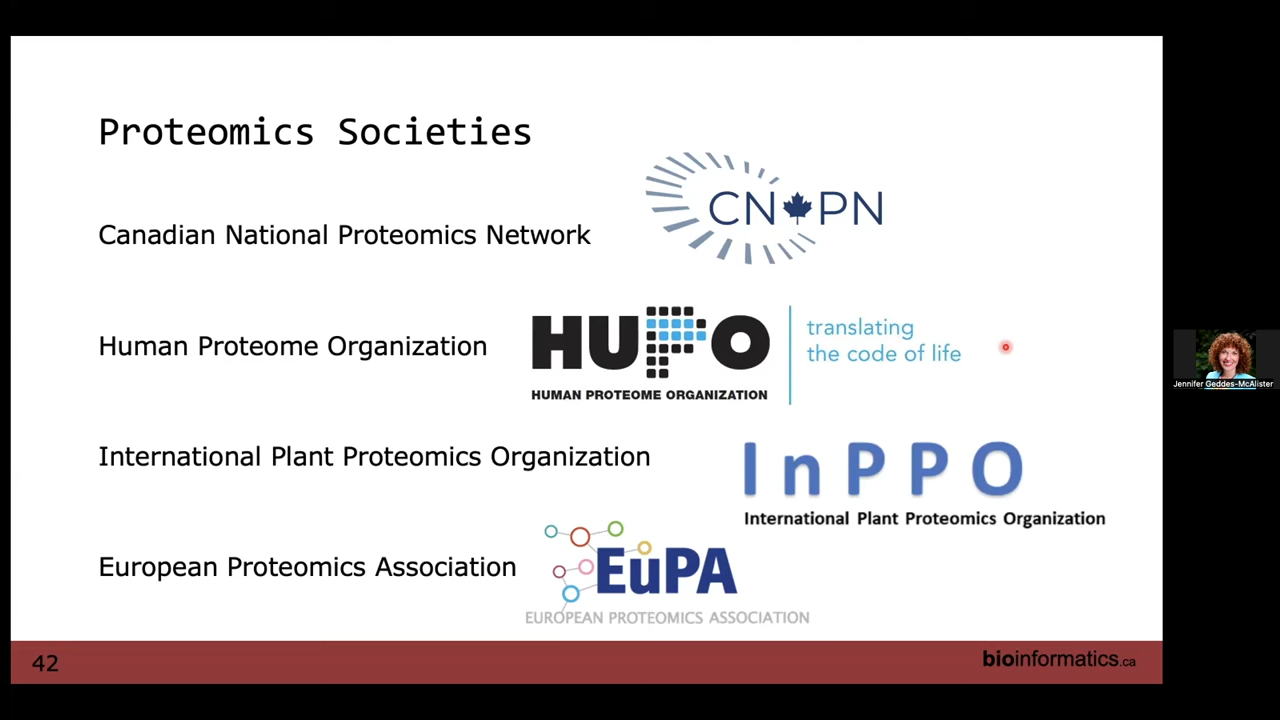 Proteomics Societies
CN PN
Canadian National Proteomics Network
HUPO
HUMAN PROTEOME ORGANIZATION
translating
the code of life
Human Proteome Organization
International Plant Proteomics Organization
InPPO
International Plant Proteomics Organization
European Proteomics Association
EuPA
EUROPEAN PROTEOMICS ASSOCIATION
42
bioinformatics.ca
Jennifer Geddes-McAlister